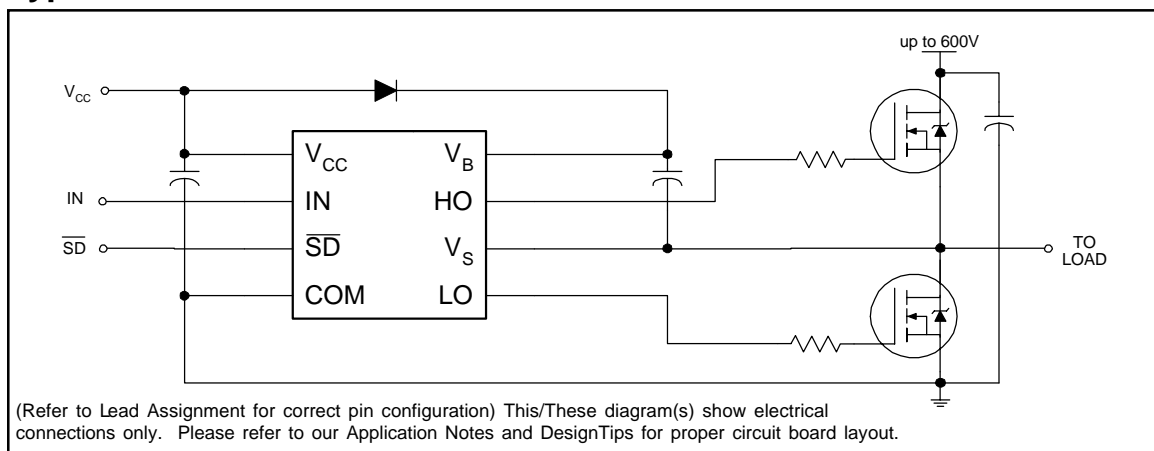 up to 600V
VCC
VCC
VB
IN
IN
HO
SD
SD
VS
TO
LOAD
COM
LO
(Refer to Lead Assignment for correct pin configuration) This/These diagram(s) show electrical
connections only. Please refer to our Application Notes and DesignTips for proper circuit board layout.